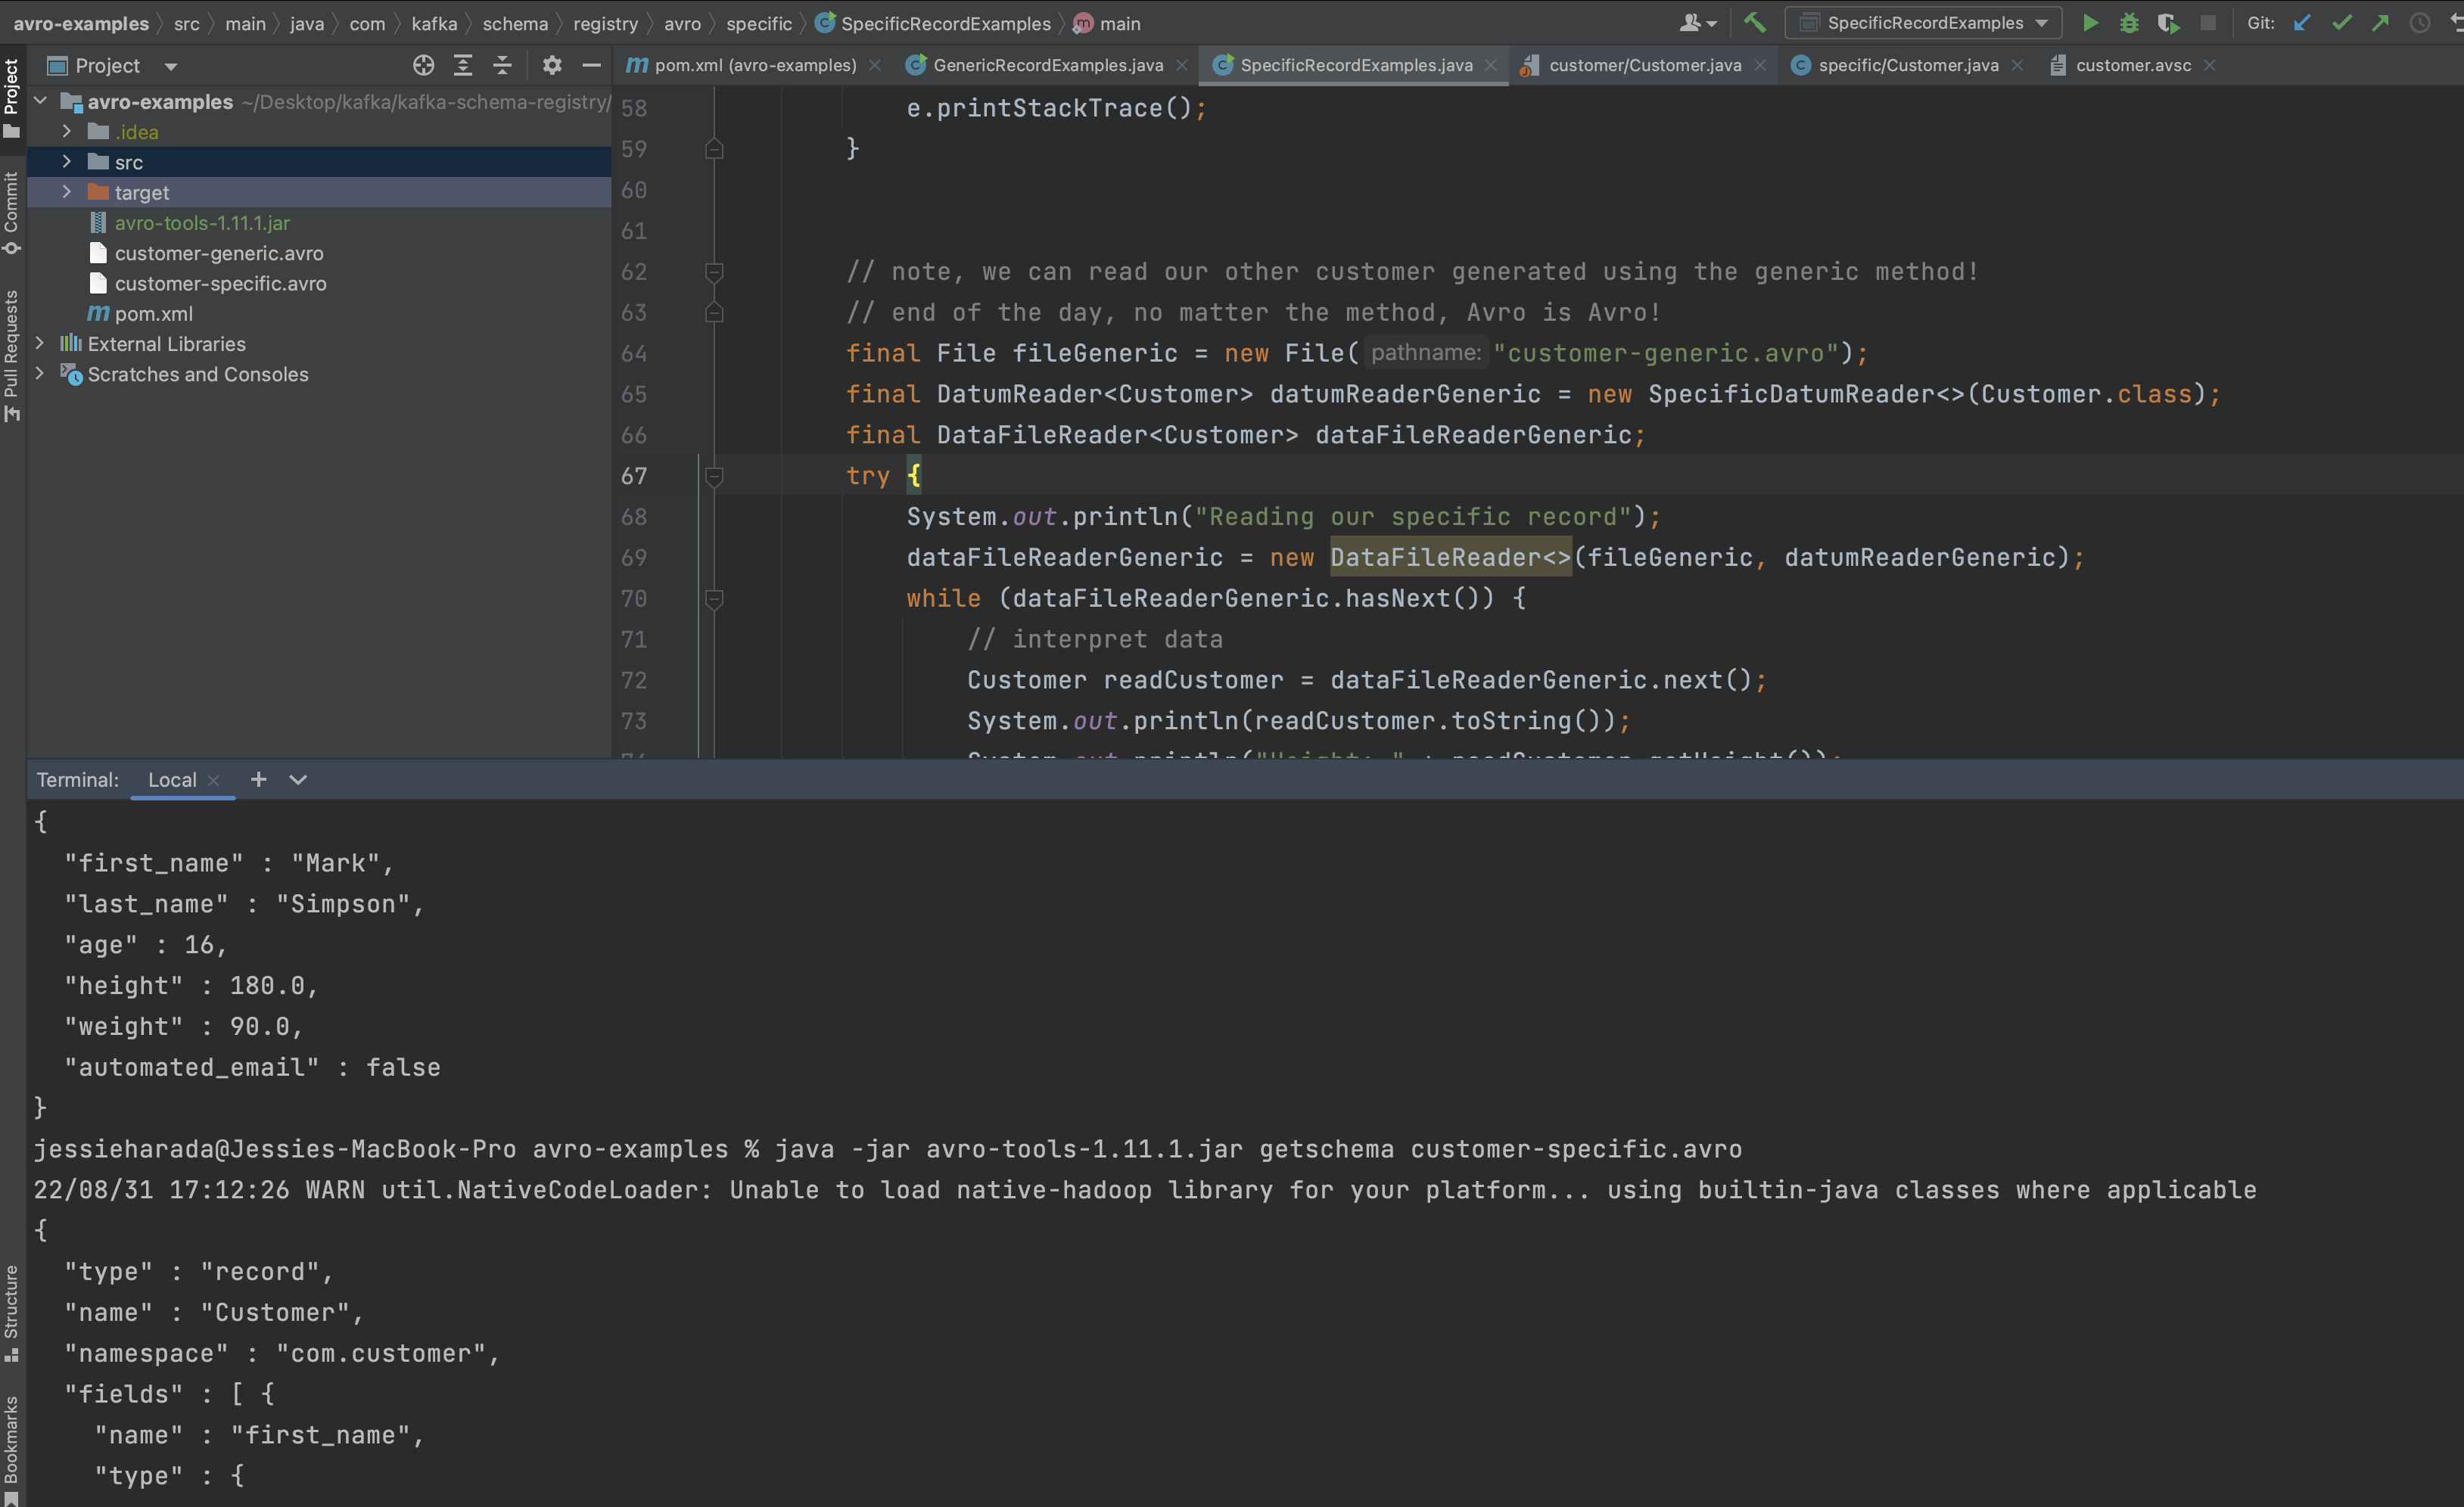 avro-examples src main java com kafka schema registry avro specific SpecificRecordExamples main SpecificRecordExamples Git:
Project
pom.xml (avro-examples) GenericRecordExamples.java SpecificRecordExamples.java customer/Customer.java specific/Customer.java customer.avsc
Project
Commit
Pull Requests
Structure
Bookmarks
avro-examples ~/Desktop/kafka/kafka-schema-registry/
.idea
src
target
avro-tools-1.11.1.jar
customer-generic.avro
customer-specific.avro
pom.xml
External Libraries
Scratches and Consoles
58 e.printStackTrace();
59 }
60
61
62 // note, we can read our other customer generated using the generic method!
63 // end of the day, no matter the method, Avro is Avro!
64 final File fileGeneric = new File( pathname: "customer-generic.avro");
65 final DatumReader<Customer> datumReaderGeneric = new SpecificDatumReader<>(Customer.class);
66 final DataFileReader<Customer> dataFileReaderGeneric;
67 try {
68 System.out.println("Reading our specific record");
69 dataFileReaderGeneric = new DataFileReader<>(fileGeneric, datumReaderGeneric);
70 while (dataFileReaderGeneric.hasNext()) {
71 // interpret data
72 Customer readCustomer = dataFileReaderGeneric.next();
73 System.out.println(readCustomer.toString());
Terminal: Local
{
"first_name" : "Mark",
"last_name" : "Simpson",
"age" : 16,
"height" : 180.0,
"weight" : 90.0,
"automated_email" : false
}
jessieharada@Jessies-MacBook-Pro avro-examples % java -jar avro-tools-1.11.1.jar getschema customer-specific.avro
22/08/31 17:12:26 WARN util.NativeCodeLoader: Unable to load native-hadoop library for your platform... using builtin-java classes where applicable
{
"type" : "record",
"name" : "Customer",
"namespace" : "com.customer",
"fields" : [ {
"name" : "first_name",
"type" : {